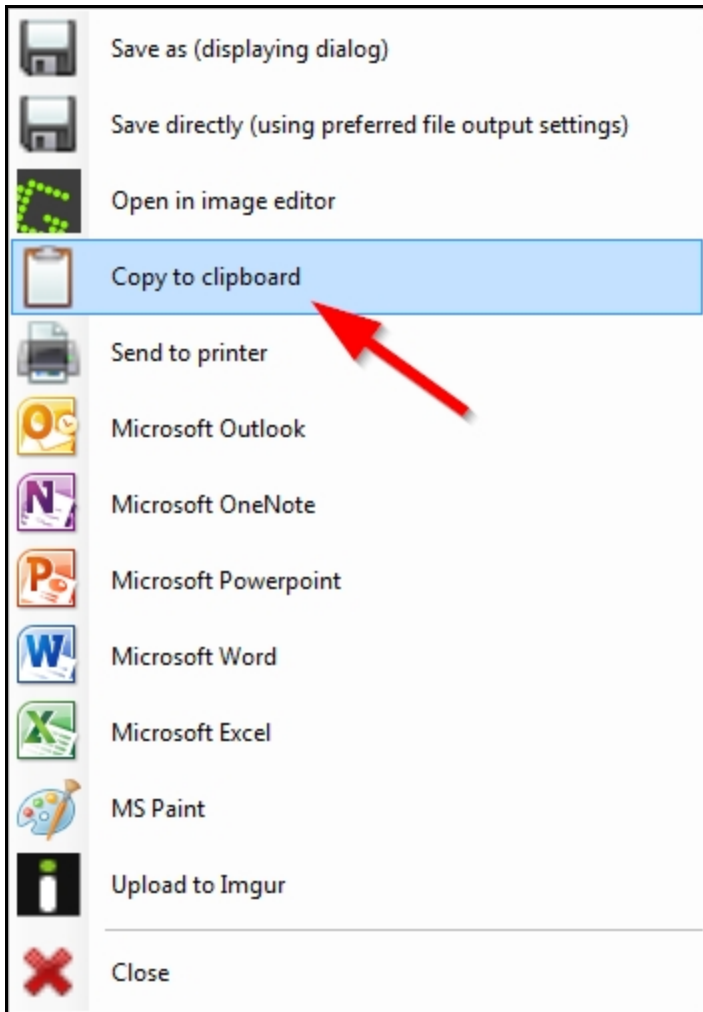 Save as (displaying dialog)
Save directly (using preferred file output settings)
Open in image editor
Copy to clipboard
Send to printer
Microsoft Outlook
Microsoft OneNote
Microsoft Powerpoint
Microsoft Word
Microsoft Excel
MS Paint
Upload to Imgur
Close